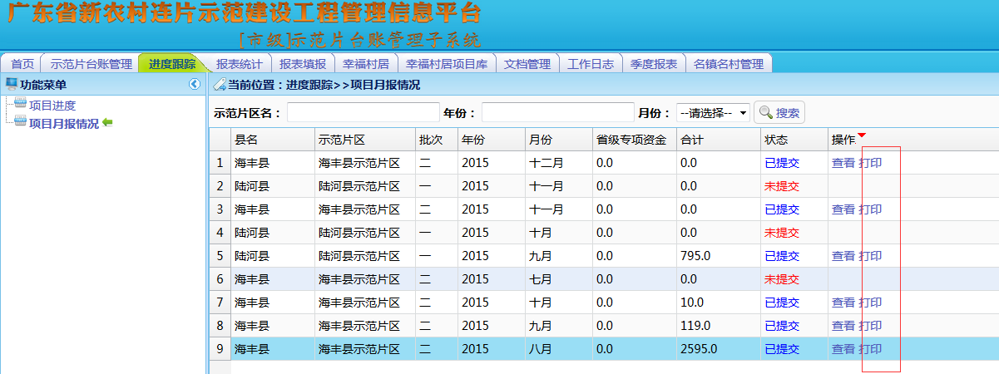 广东省新农村连片示范建设工程管理信息平台
[市级]示范片台账管理子系统
首页 示范片台账管理 进度跟踪 报表统计 报表填报 幸福村居 幸福村居项目库 文档管理 工作日志 季度报表 名镇名村管理
功能菜单
项目进度
项目月报情况
当前位置：进度跟踪>>项目月报情况
示范片区名： 年份： 月份： --请选择-- 搜索
县名 示范片区 批次 年份 月份 省级专项资金 合计 状态 操作
1 海丰县 海丰县示范片区 二 2015 十二月 0.0 0.0 已提交 查看 打印
2 陆河县 陆河县示范片区 一 2015 十一月 0.0 0.0 未提交
3 海丰县 海丰县示范片区 二 2015 十一月 0.0 0.0 已提交 查看 打印
4 陆河县 陆河县示范片区 一 2015 十月 0.0 0.0 未提交
5 陆河县 陆河县示范片区 一 2015 九月 0.0 795.0 已提交 查看 打印
6 海丰县 海丰县示范片区 二 2015 七月 0.0 0.0 未提交
7 海丰县 海丰县示范片区 二 2015 十月 0.0 10.0 已提交 查看 打印
8 海丰县 海丰县示范片区 二 2015 九月 0.0 119.0 已提交 查看 打印
9 海丰县 海丰县示范片区 二 2015 八月 0.0 2595.0 已提交 查看 打印